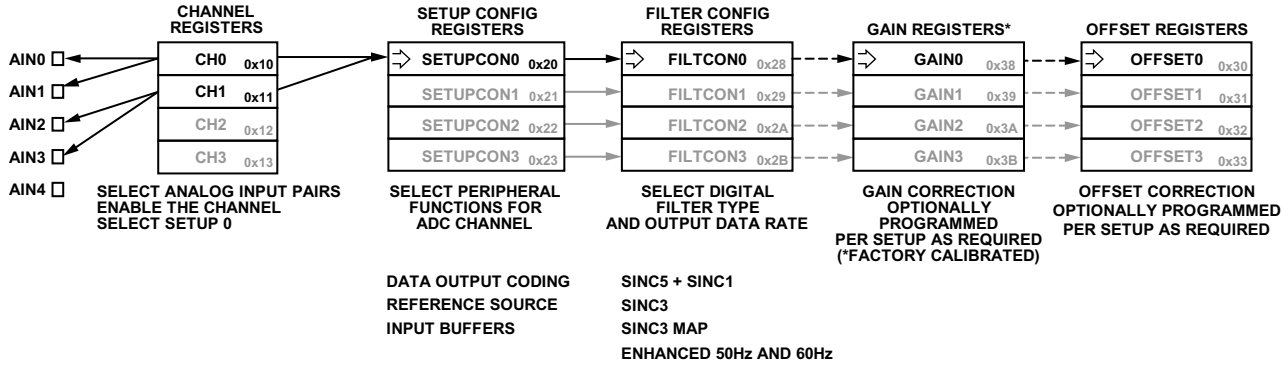 CHANNEL
REGISTERS
SETUP CONFIG
REGISTERS
FILTER CONFIG
REGISTERS
GAIN REGISTERS*
OFFSET REGISTERS
AIN0
AIN1
AIN2
AIN3
AIN4
CH0 0x10
CH1 0x11
CH2 0x12
CH3 0x13
SELECT ANALOG INPUT PAIRS
ENABLE THE CHANNEL
SELECT SETUP 0
SETUPCON0 0x20
SETUPCON1 0x21
SETUPCON2 0x22
SETUPCON3 0x23
SELECT PERIPHERAL
FUNCTIONS FOR
ADC CHANNEL
DATA OUTPUT CODING
REFERENCE SOURCE
INPUT BUFFERS
FILTCON0 0x28
FILTCON1 0x29
FILTCON2 0x2A
FILTCON3 0x2B
SELECT DIGITAL
FILTER TYPE
AND OUTPUT DATA RATE
SINC5 + SINC1
SINC3
SINC3 MAP
ENHANCED 50Hz AND 60Hz
GAIN0 0x38
GAIN1 0x39
GAIN2 0x3A
GAIN3 0x3B
GAIN CORRECTION
OPTIONALLY
PROGRAMMED
PER SETUP AS REQUIRED
(*FACTORY CALIBRATED)
OFFSET0 0x30
OFFSET1 0x31
OFFSET2 0x32
OFFSET3 0x33
OFFSET CORRECTION
OPTIONALLY PROGRAMMED
PER SETUP AS REQUIRED